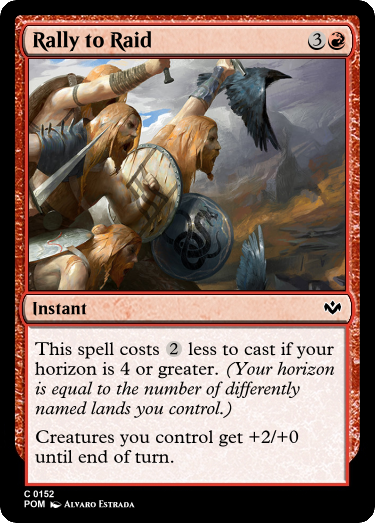 Rally to Raid 3
Instant
This spell costs 2 less to cast if your
horizon is 4 or greater. (Your horizon
is equal to the number of differently
named lands you control.)
Creatures you control get +2/+0
until end of turn.
C 0152
POM Alvaro Estrada